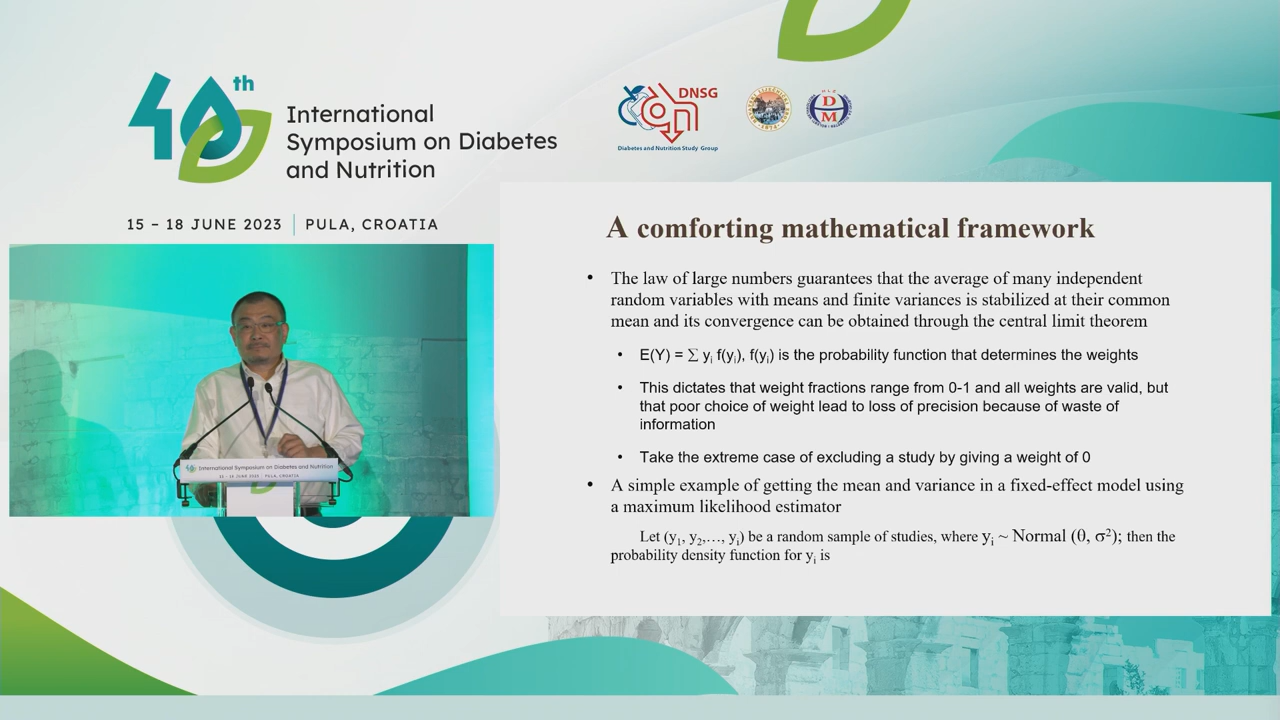 40th
International
Symposium on Diabetes
and Nutrition
15 – 18 JUNE 2023 | PULA, CROATIA
DNSG
Diabetes and Nutrition Study Group
DM
International Symposium on Diabetes and Nutrition
15 - 18 JUNE 2023 | PULA, CROATIA
A comforting mathematical framework
• The law of large numbers guarantees that the average of many independent
random variables with means and finite variances is stabilized at their common
mean and its convergence can be obtained through the central limit theorem
• E(Y) = ∑ yᵢ f(yᵢ), f(yᵢ) is the probability function that determines the weights
• This dictates that weight fractions range from 0-1 and all weights are valid, but
that poor choice of weight lead to loss of precision because of waste of
information
• Take the extreme case of excluding a study by giving a weight of 0
• A simple example of getting the mean and variance in a fixed-effect model using
a maximum likelihood estimator
Let (y₁, y₂,…, yᵢ) be a random sample of studies, where yᵢ ~ Normal (θ, σ²); then the
probability density function for yᵢ is